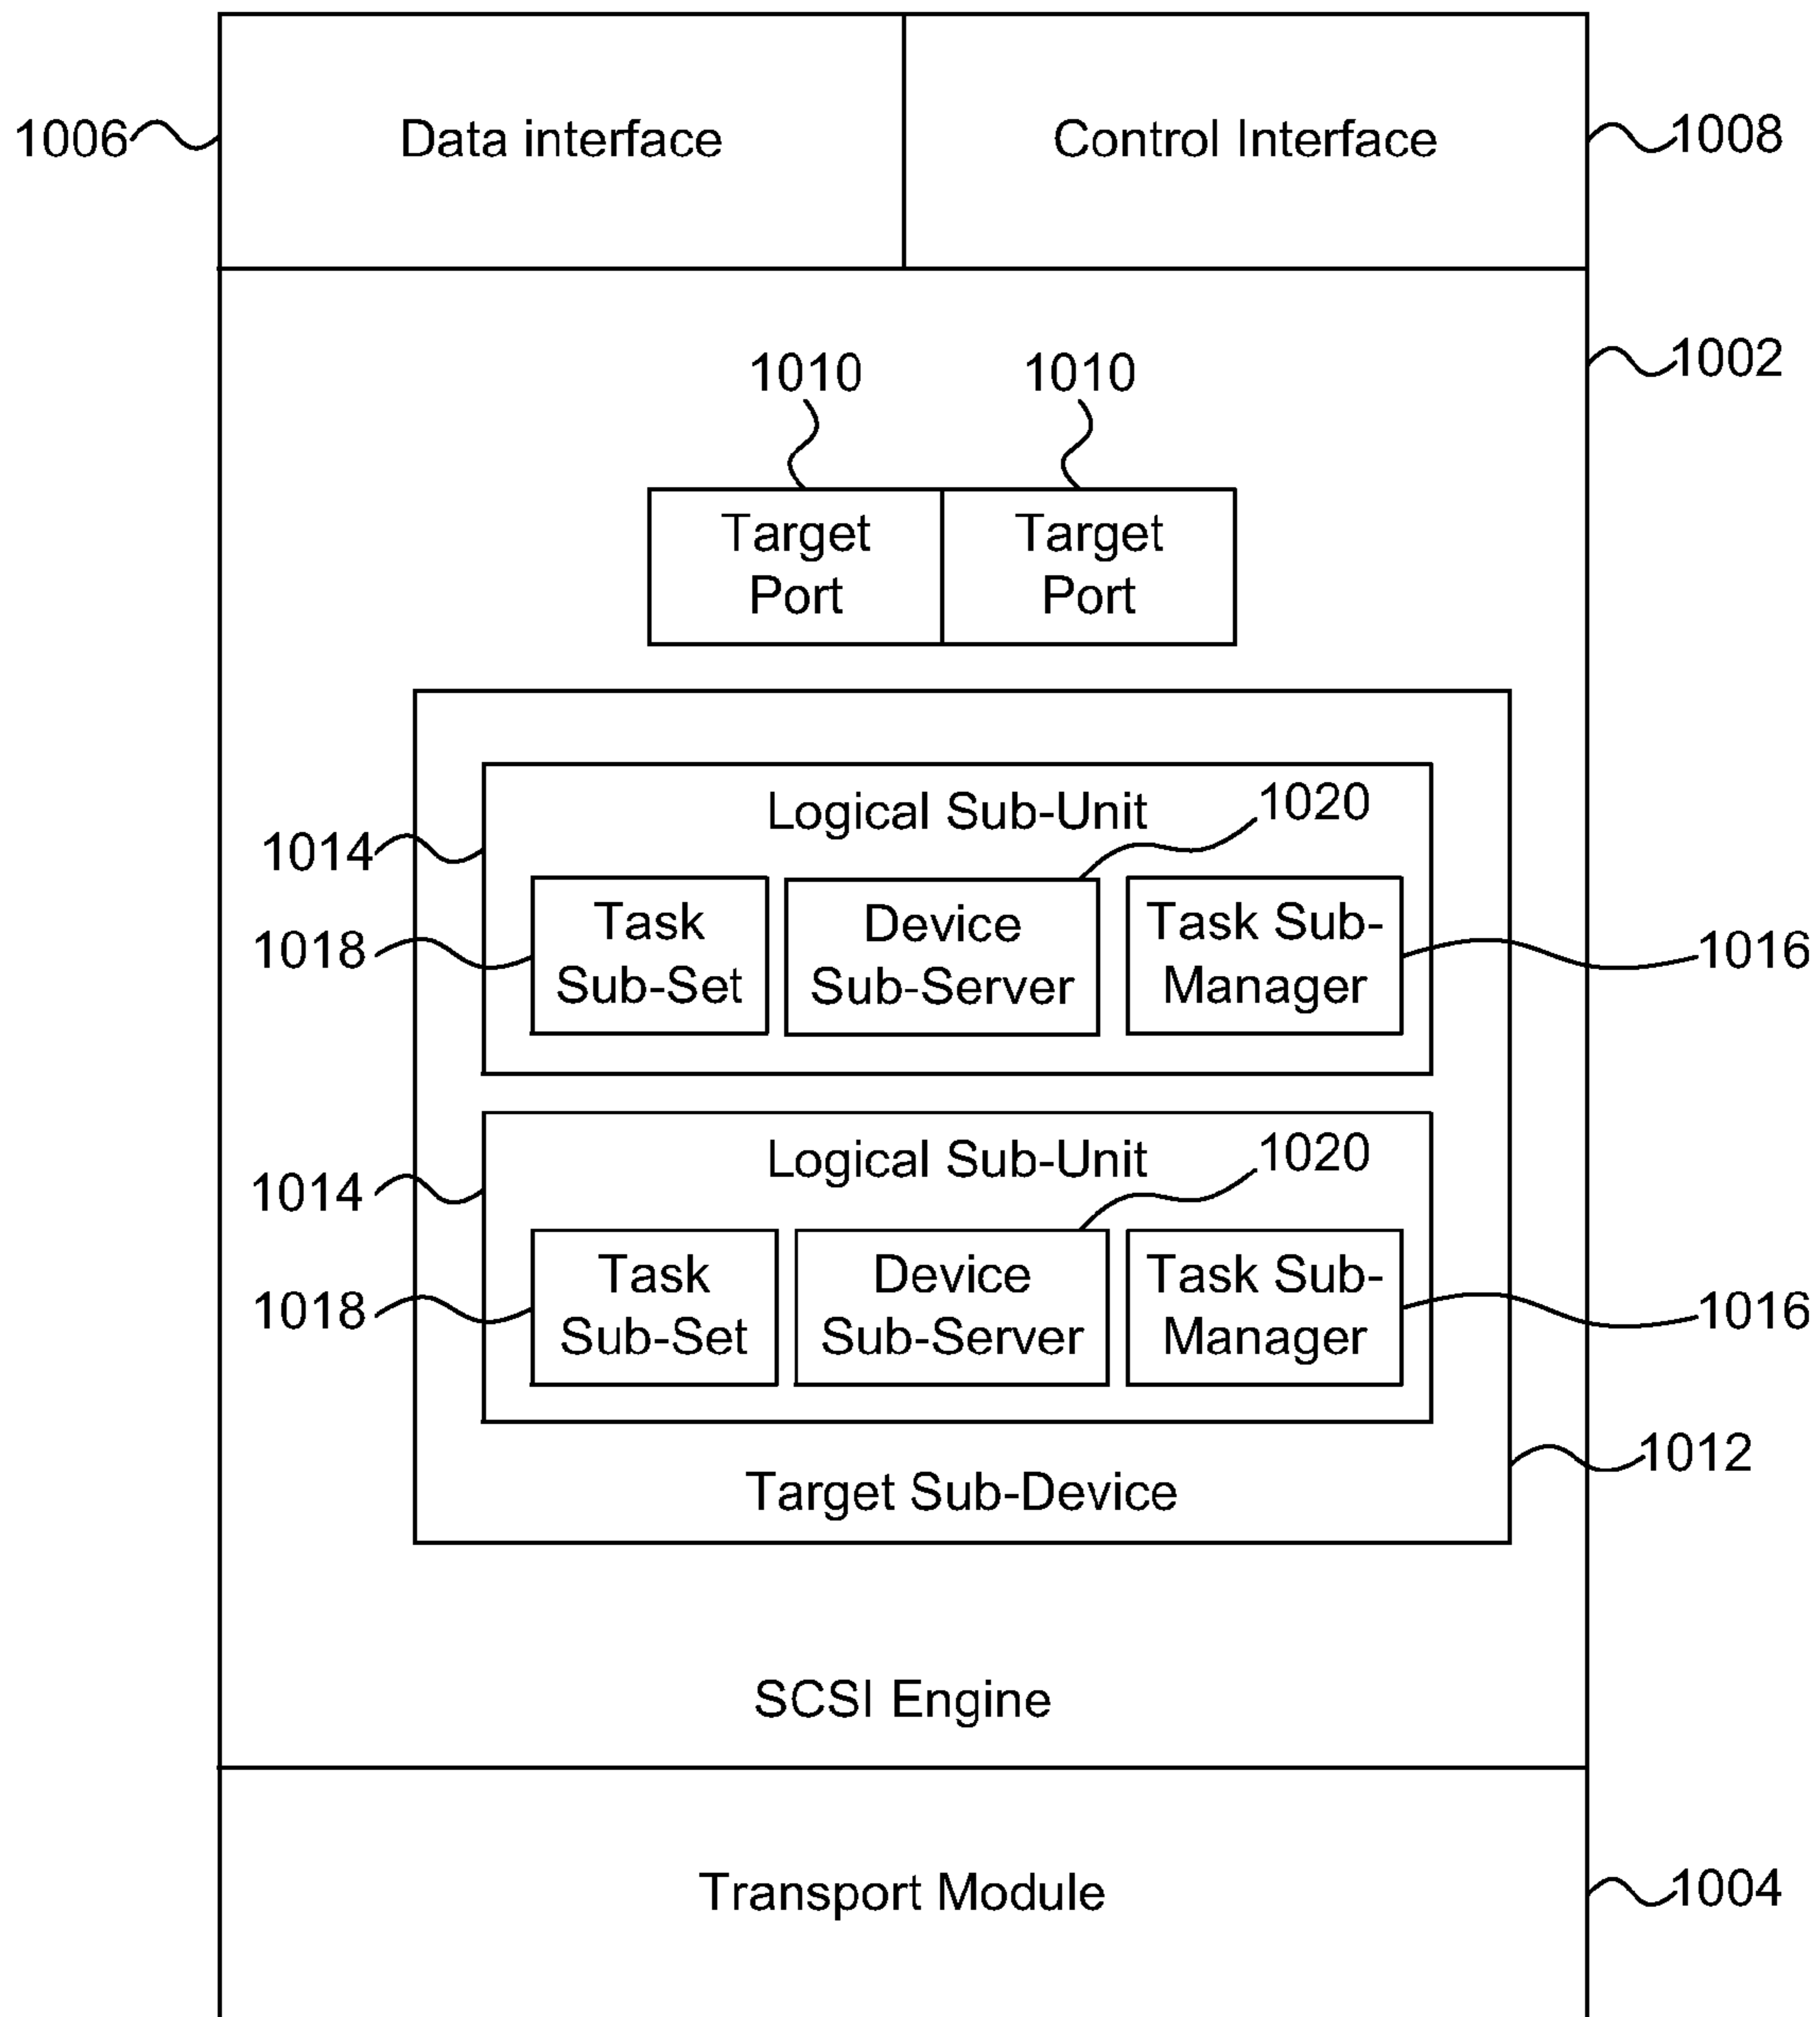 1006
Data interface
Control Interface
1008
1002
1010
1010
Target
Port
Target
Port
Logical Sub-Unit
1020
1014
1018
Task
Sub-Set
Device
Sub-Server
Task Sub-
Manager
1016
Logical Sub-Unit
1020
1014
1018
Task
Sub-Set
Device
Sub-Server
Task Sub-
Manager
1016
1012
Target Sub-Device
SCSI Engine
Transport Module
1004